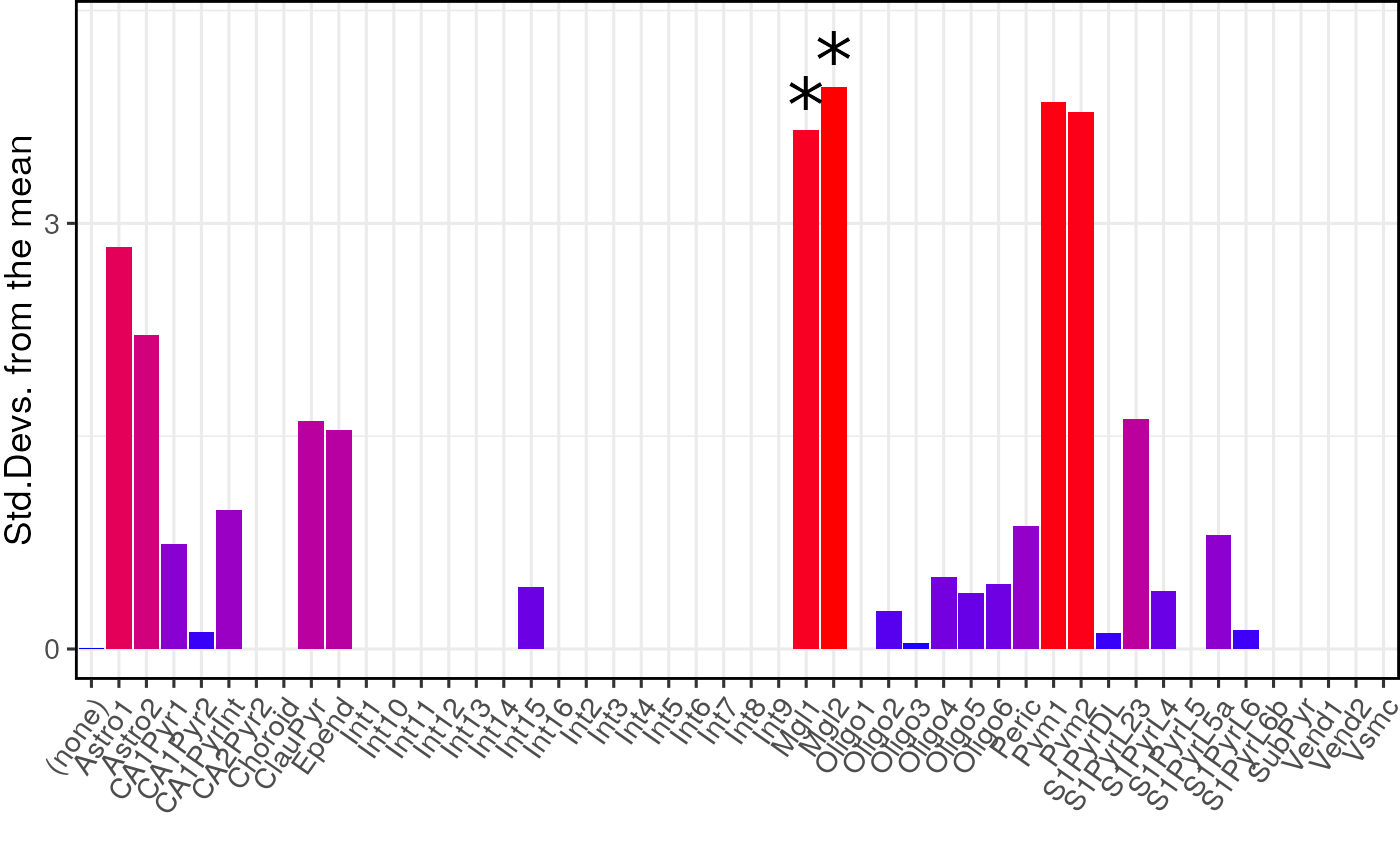 Std.Devs. from the mean
3
0
*
*
(none)
Astro1
Astro2
CA1Pyr1
CA1Pyr2
CA1PyrInt
CA2Pyr2
Choroid
ClauPyr
Epend
Int1
Int10
Int11
Int12
Int13
Int14
Int15
Int16
Int2
Int3
Int4
Int5
Int6
Int7
Int8
Int9
Mgl1
Mgl2
Oligo1
Oligo2
Oligo3
Oligo4
Oligo5
Oligo6
Peric
Pvm1
Pvm2
S1PyrDL
S1PyrL23
S1PyrL4
S1PyrL5
S1PyrL5a
S1PyrL6
S1PyrL6b
SubPyr
Vend1
Vend2
Vsmc